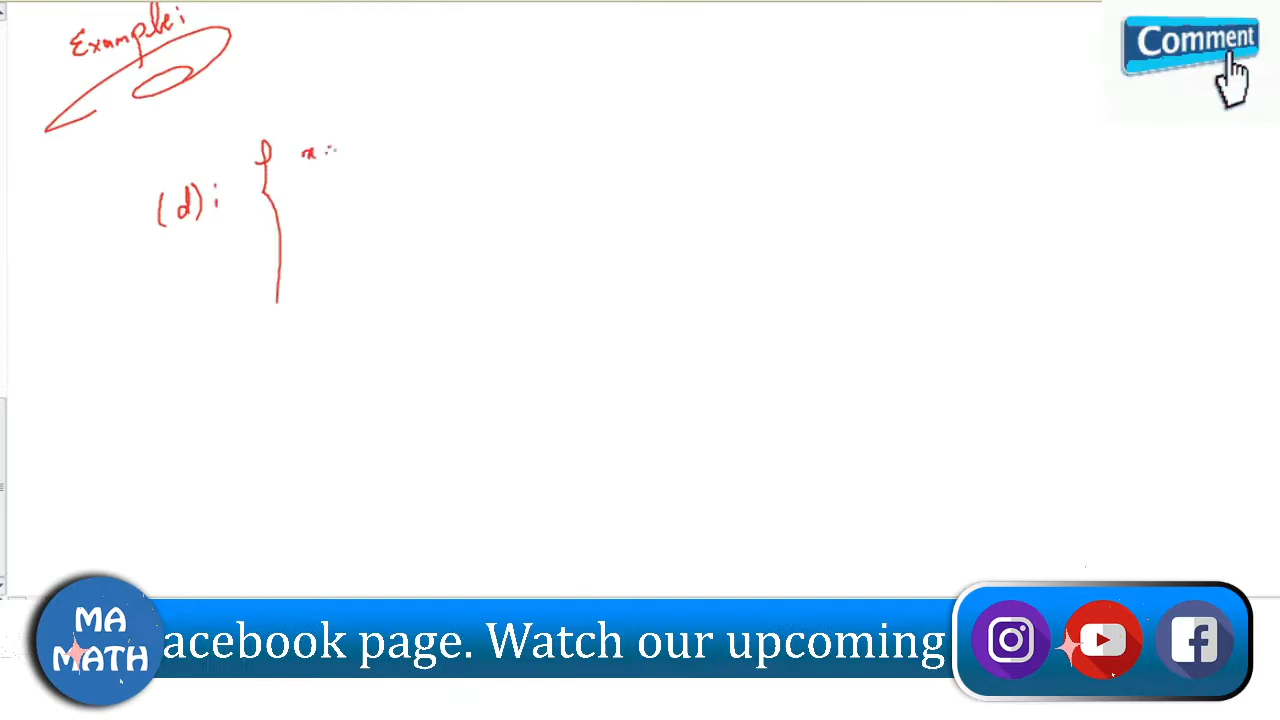 Example:
Comment
(d): { x =
MA
MATH
acebook page. Watch our upcoming